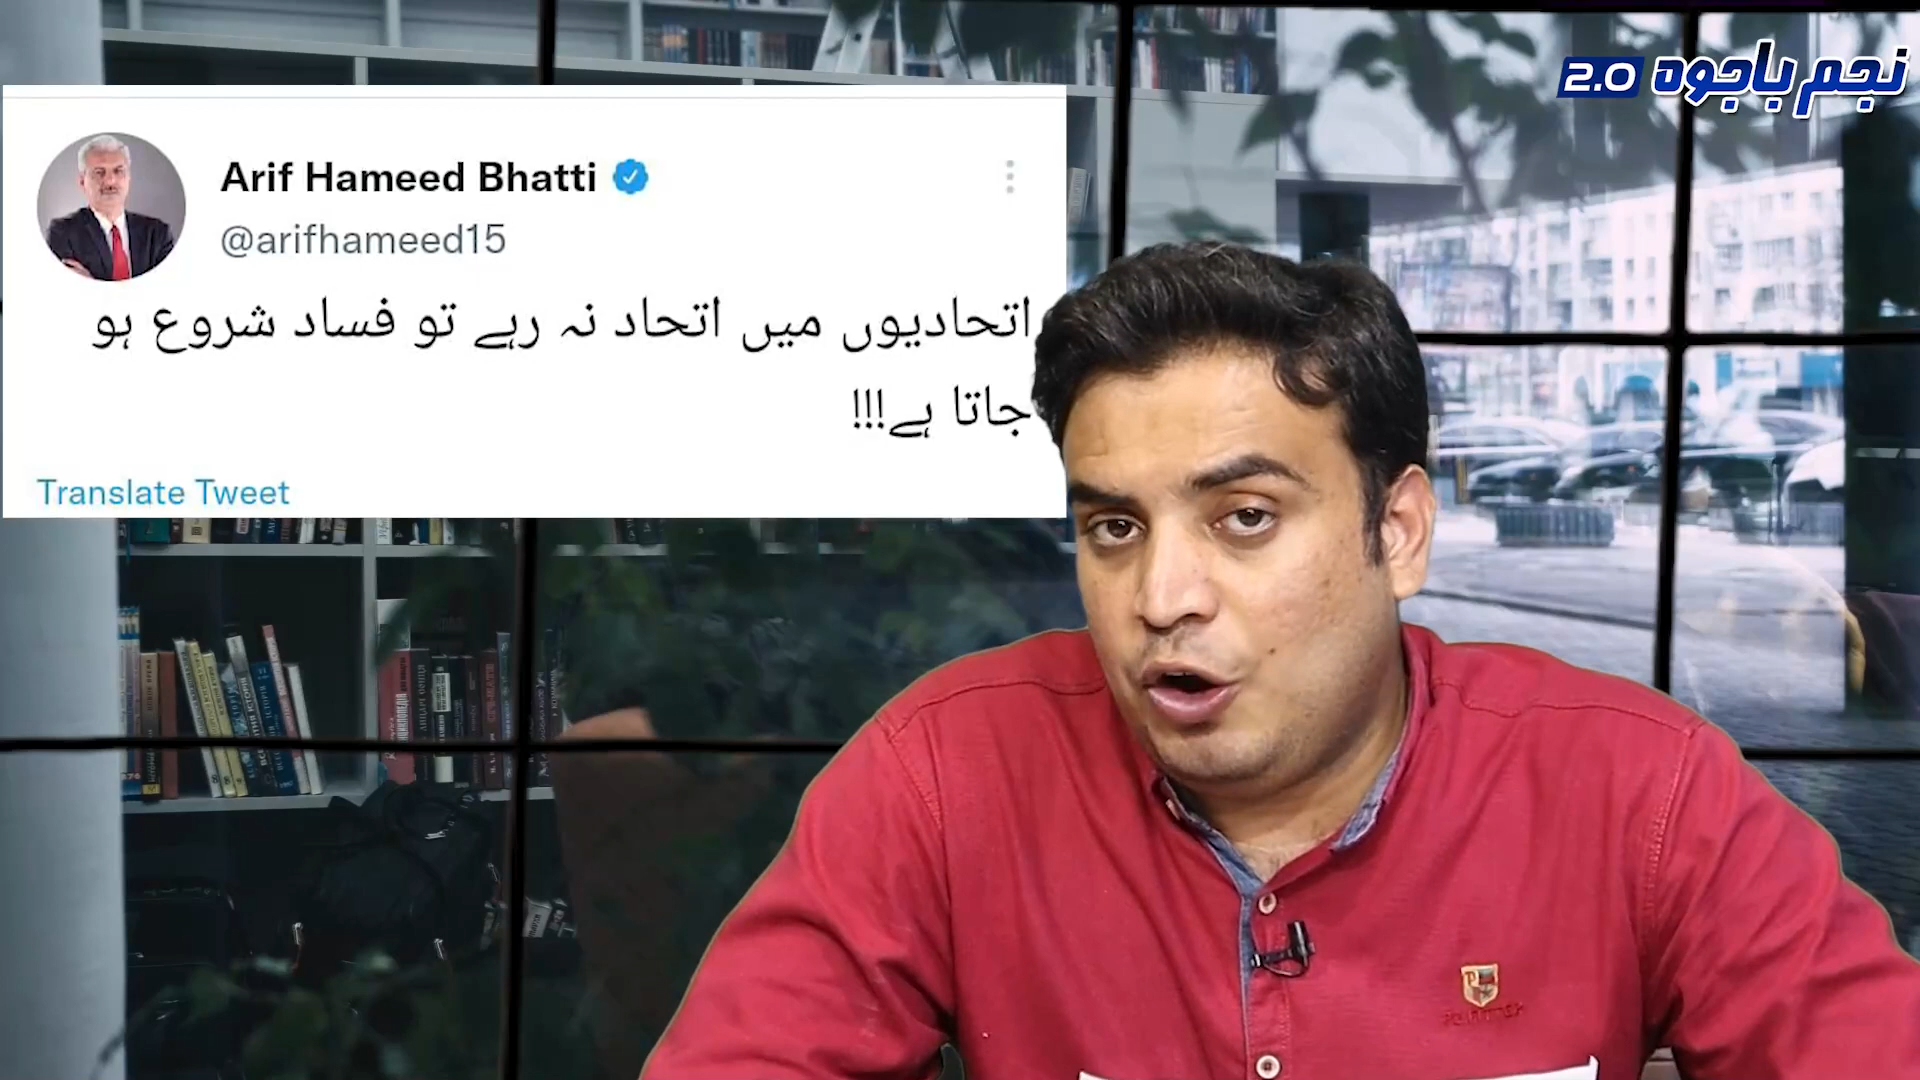 نجم باجوہ 2.0
Arif Hameed Bhatti
@arifhameed15
اتحادیوں میں اتحاد نہ رہے تو فساد شروع ہو
جاتا ہے!!!
Translate Tweet